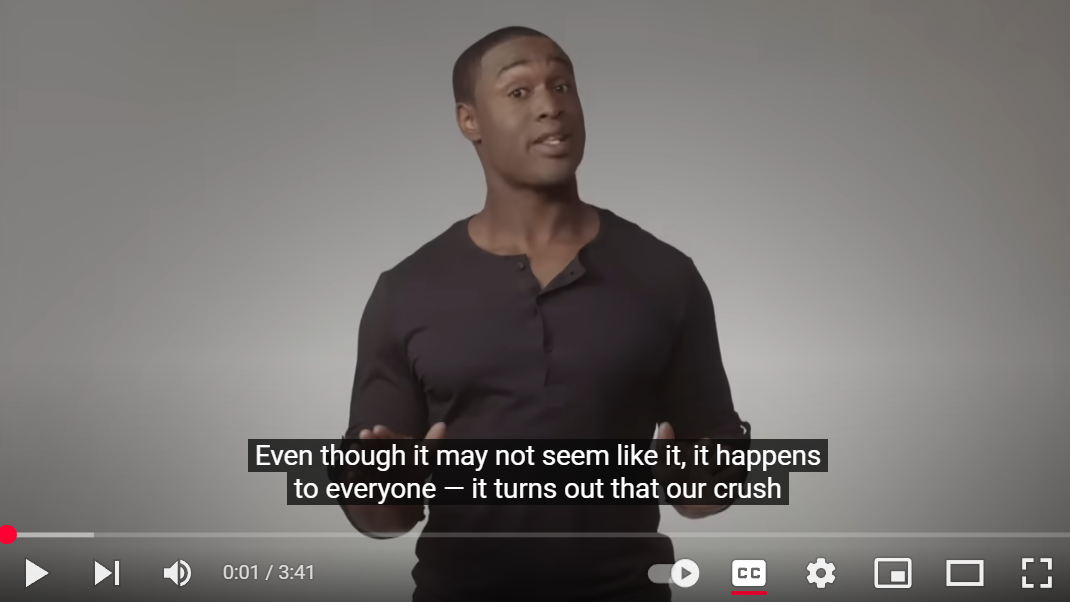 Even though it may not seem like it, it happens
to everyone — it turns out that our crush
0:01 / 3:41
CC